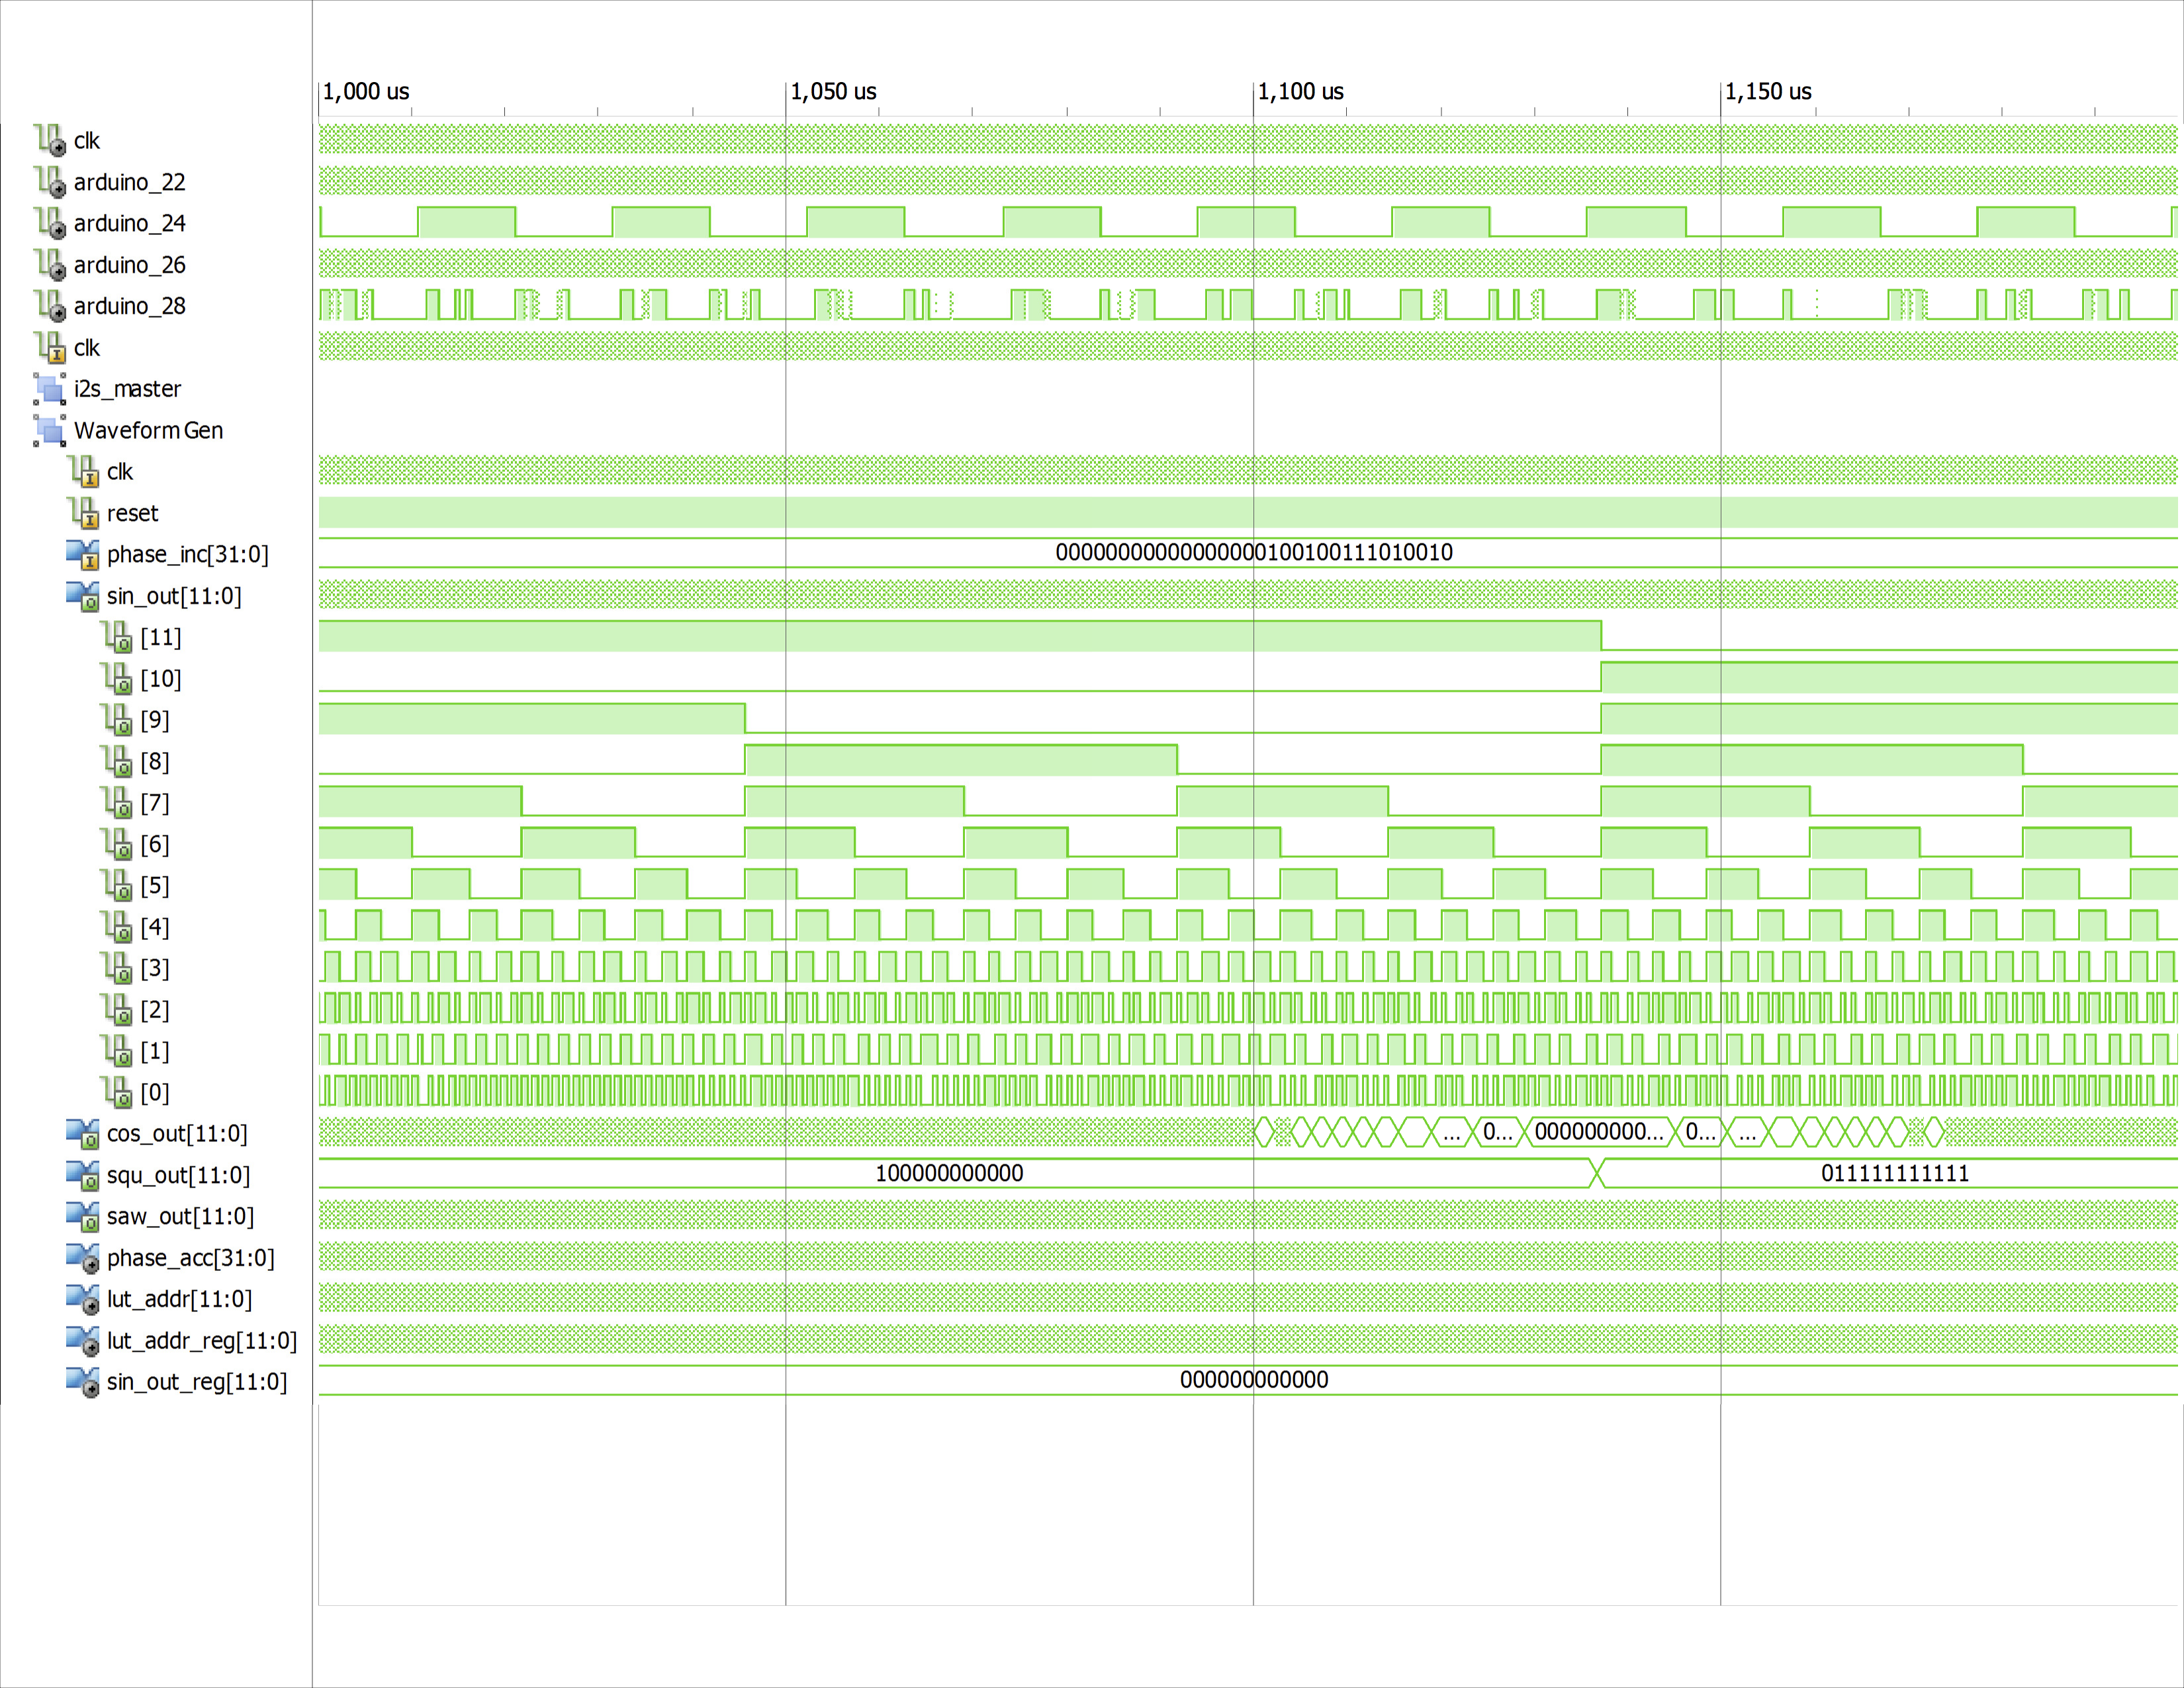 1,000 us 1,050 us 1,100 us 1,150 us
clk
arduino_22
arduino_24
arduino_26
arduino_28
clk
i2s_master
Waveform Gen
clk
reset
phase_inc[31:0] 00000000000000000100100111010010
sin_out[11:0]
[11]
[10]
[9]
[8]
[7]
[6]
[5]
[4]
[3]
[2]
[1]
[0]
cos_out[11:0] ... 0... 000000000... 0... ...
squ_out[11:0] 100000000000 011111111111
saw_out[11:0]
phase_acc[31:0]
lut_addr[11:0]
lut_addr_reg[11:0]
sin_out_reg[11:0] 000000000000